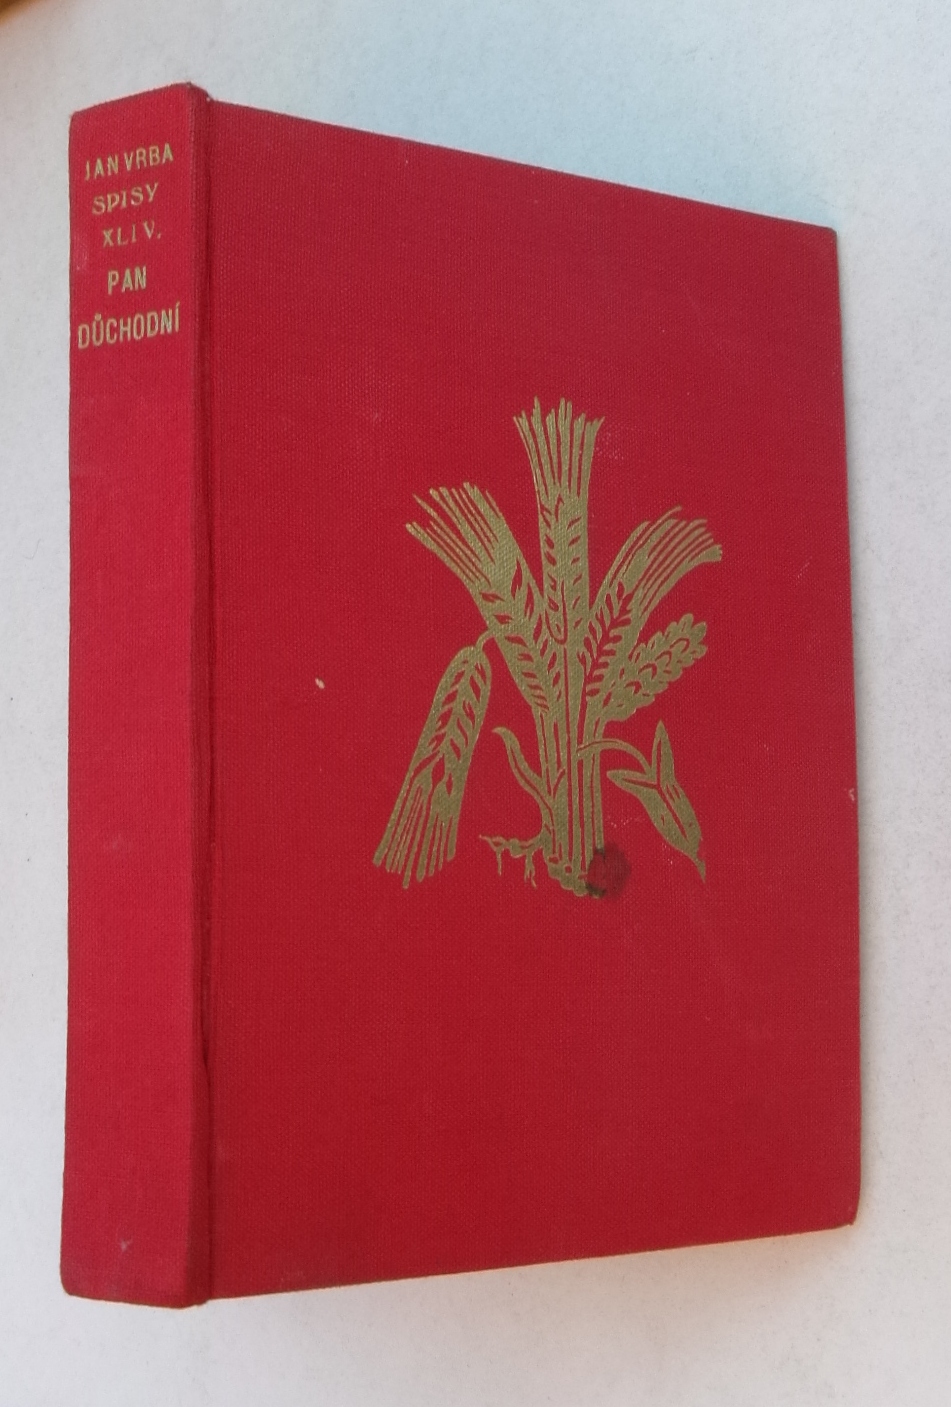 JAN VRBA
SPISY
XLIV.
PAN
DŮCHODNÍ